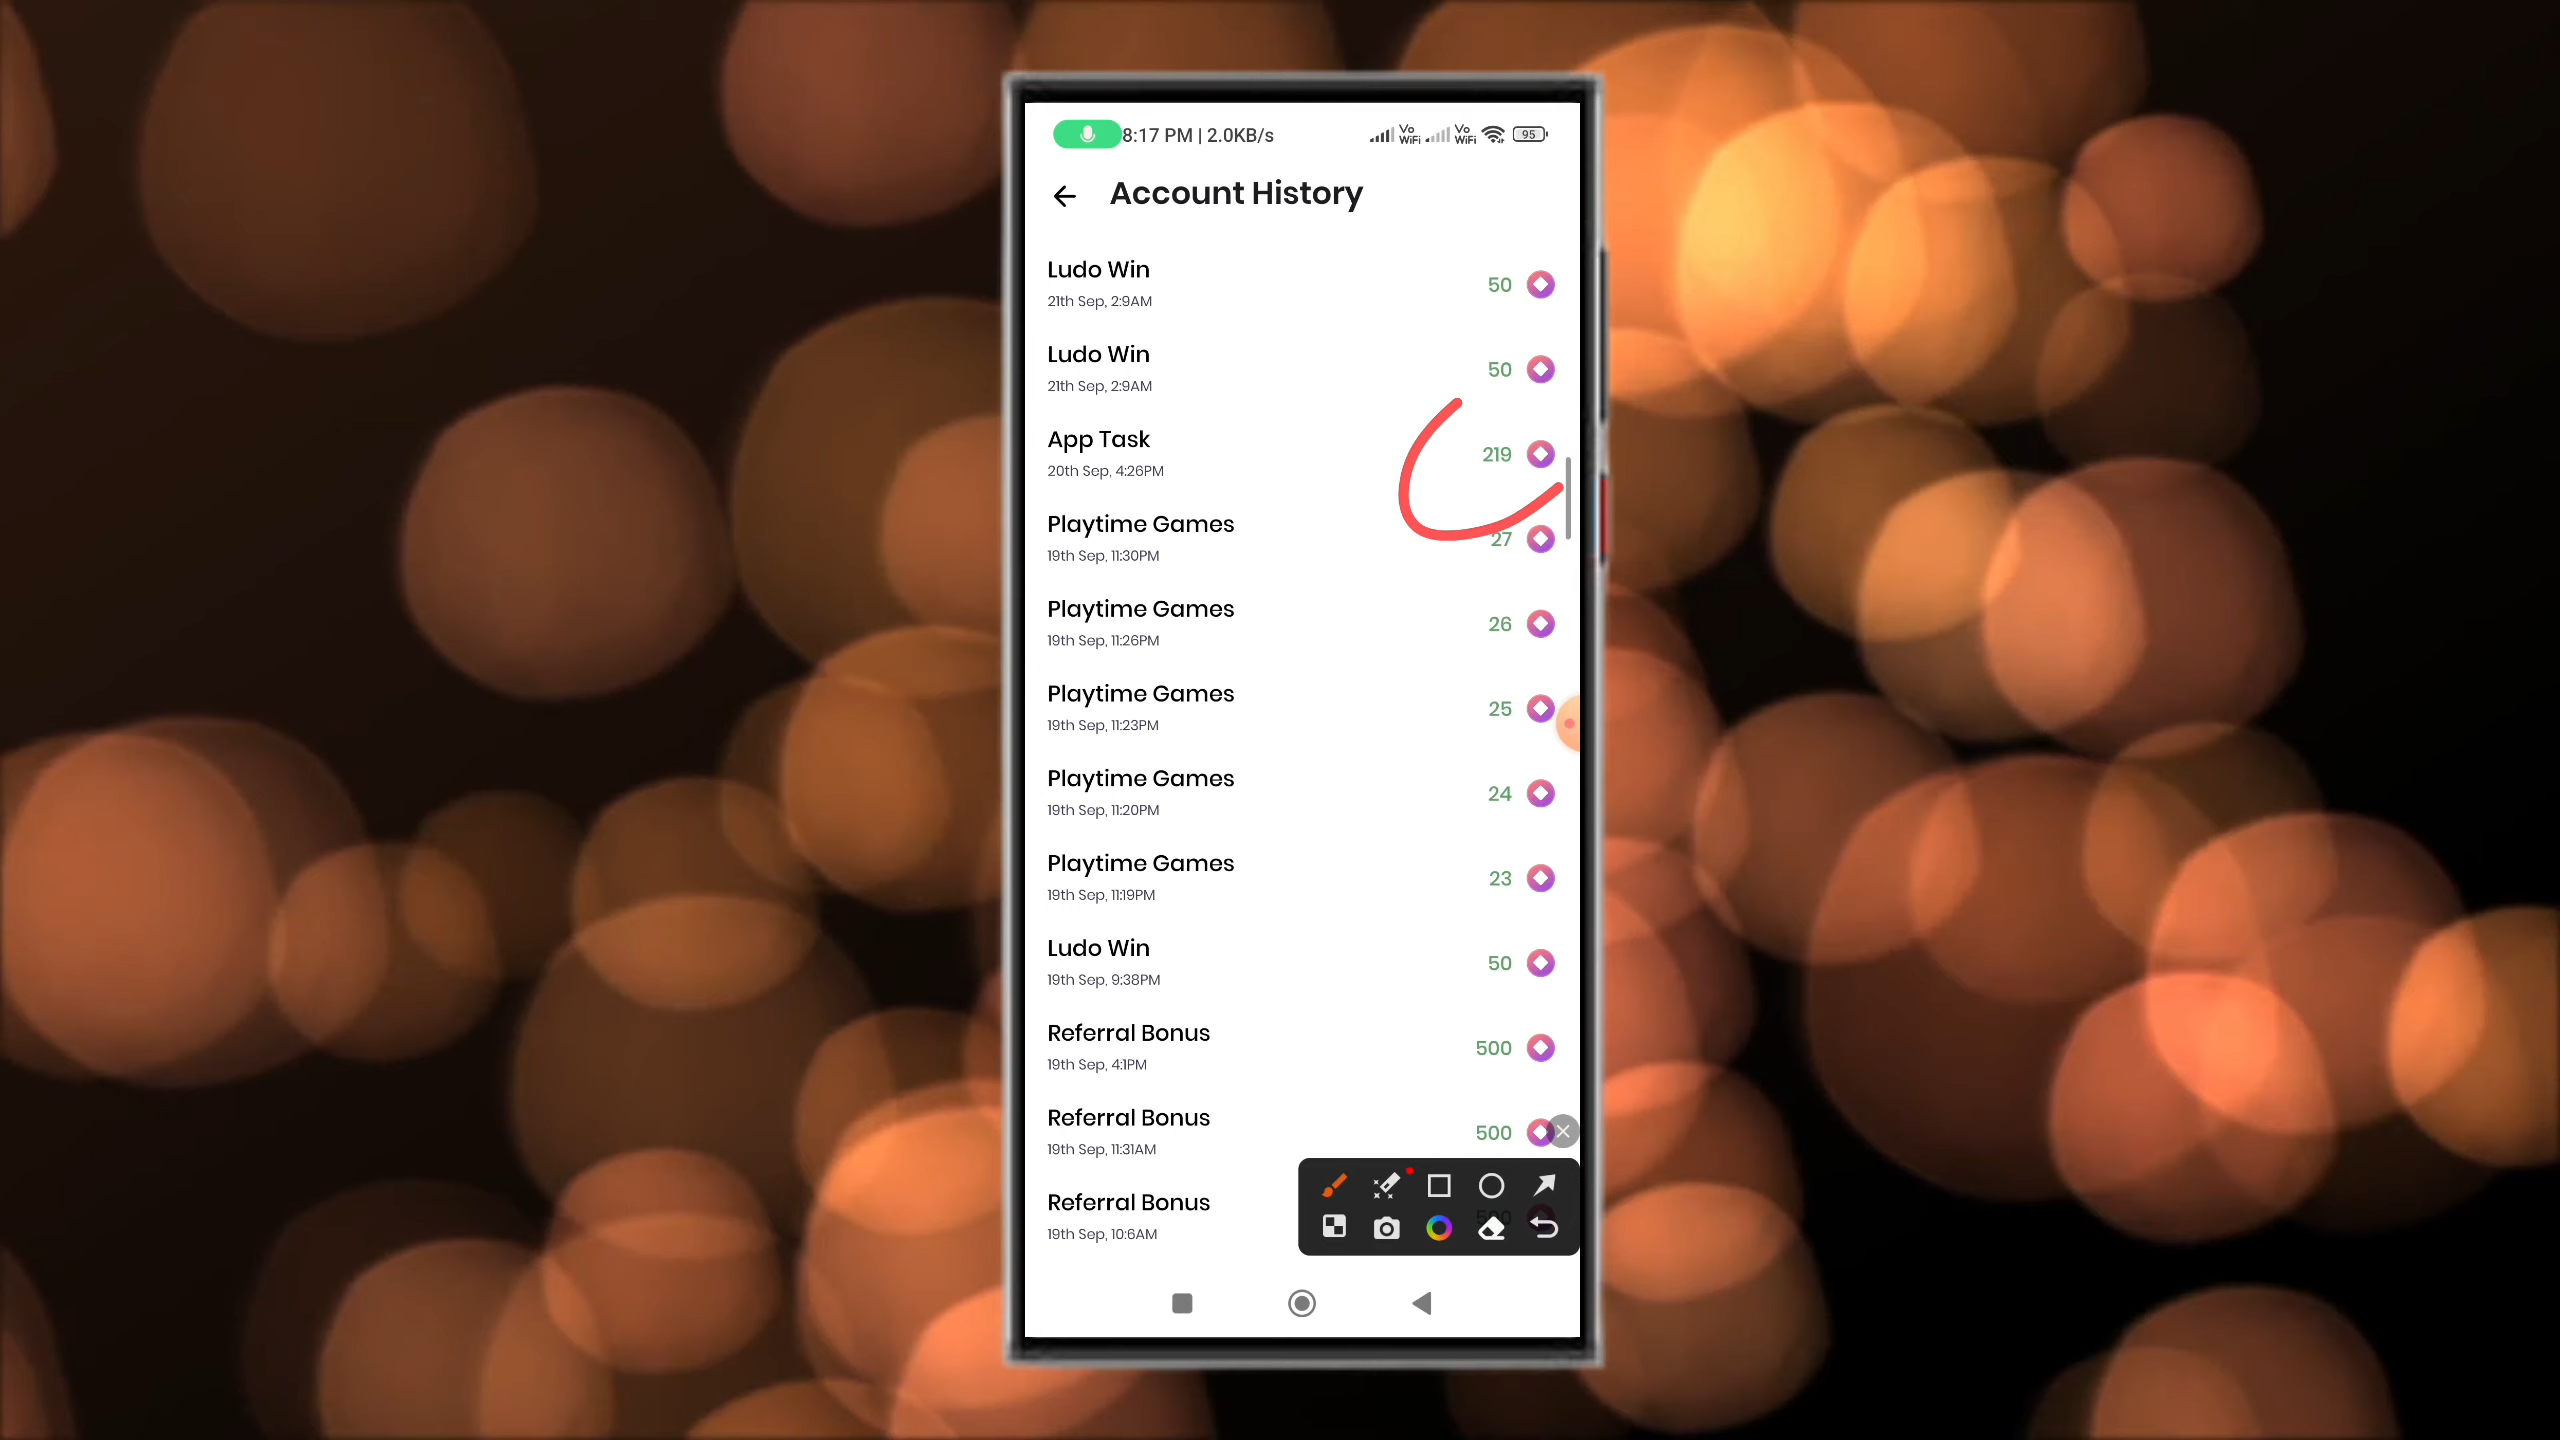 8:17 PM | 2.0KB/s Vo WiFi Vo WiFi 95
Account History
Ludo Win
50
21th Sep, 2:9AM
Ludo Win
50
21th Sep, 2:9AM
App Task
219
20th Sep, 4:26PM
Playtime Games
27
19th Sep, 11:30PM
Playtime Games
26
19th Sep, 11:26PM
Playtime Games
25
19th Sep, 11:23PM
Playtime Games
24
19th Sep, 11:20PM
Playtime Games
23
19th Sep, 11:19PM
Ludo Win
50
19th Sep, 9:38PM
Referral Bonus
500
19th Sep, 4:1PM
Referral Bonus
500
19th Sep, 11:31AM
Referral Bonus
500
19th Sep, 10:6AM